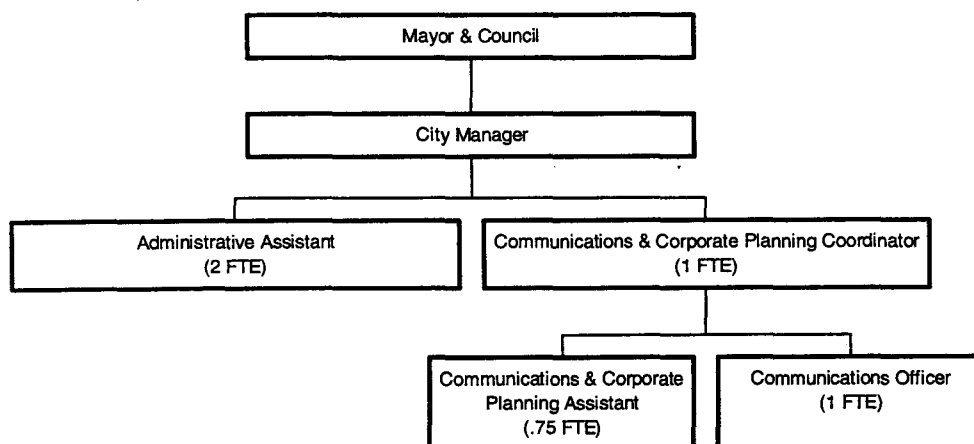 Mayor & Council
City Manager
Administrative Assistant
(2 FTE)
Communications & Corporate Planning Coordinator
(1 FTE)
Communications & Corporate
Planning Assistant
(.75 FTE)
Communications Officer
(1 FTE)